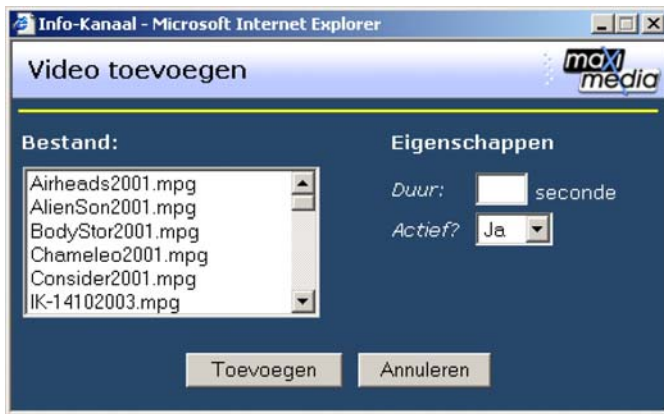 Info-Kanaal - Microsoft Internet Explorer
Video toevoegen
maxi
media
Bestand:
Airheads2001.mpg
AlienSon2001.mpg
BodyStor2001.mpg
Chameleo2001.mpg
Consider2001.mpg
IK-14102003.mpg
Eigenschappen
Duur: seconde
Actief? Ja
Toevoegen Annuleren